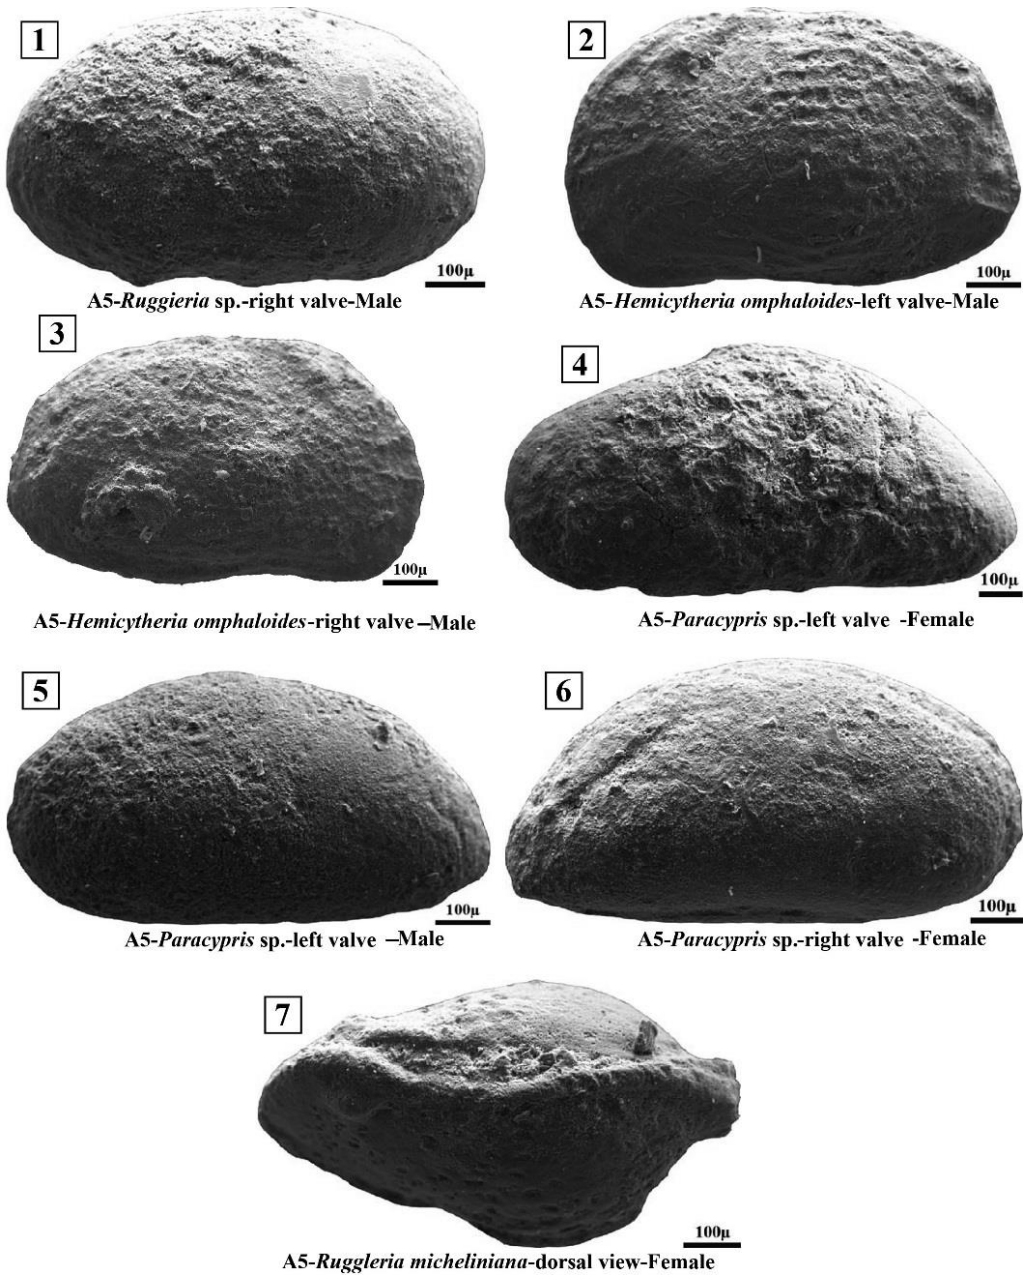 1
2
100μ
100μ
A5-Ruggieria sp.-right valve-Male
A5-Hemicytheria omphaloides-left valve-Male
3
4
100μ
100μ
A5-Hemicytheria omphaloides-right valve –Male
A5-Paracypris sp.-left valve -Female
5
6
100μ
100μ
A5-Paracypris sp.-left valve –Male
A5-Paracypris sp.-right valve -Female
7
100μ
A5-Ruggleria micheliniana-dorsal view-Female